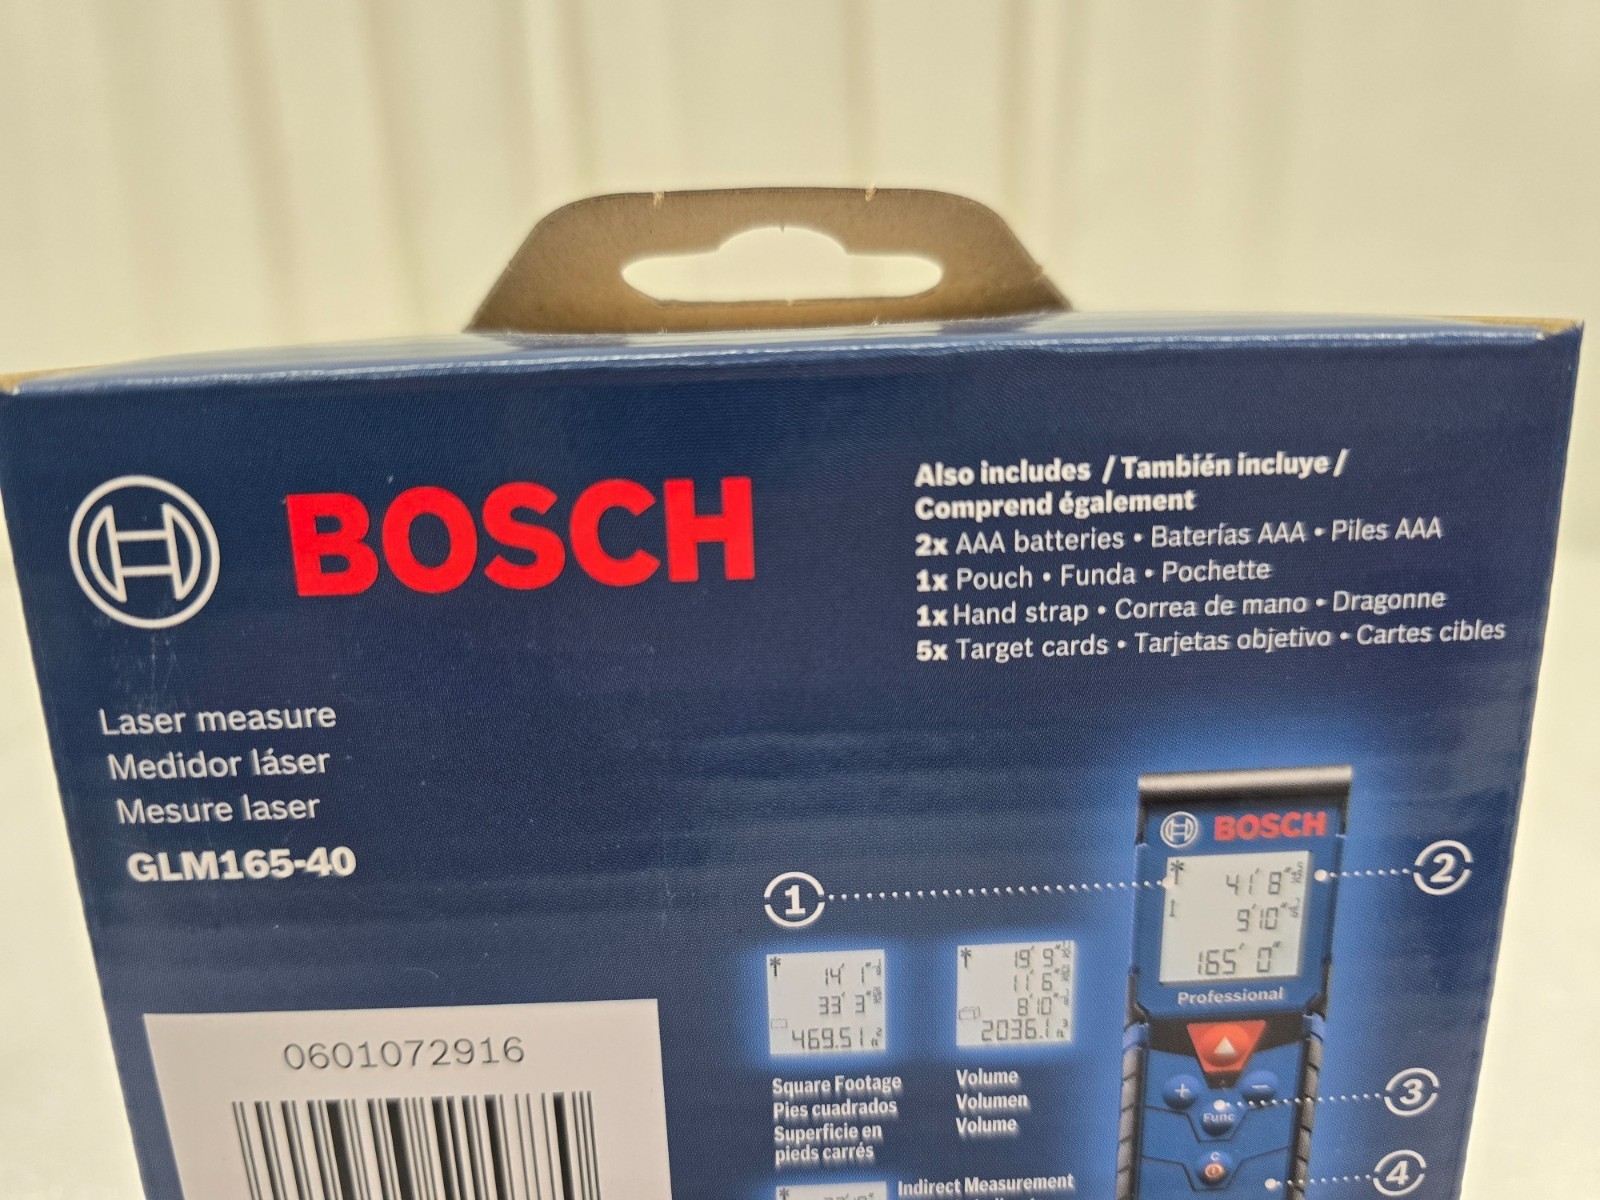 BOSCH
Also includes / También incluye /
Comprend également
2x AAA batteries • Baterías AAA • Piles AAA
1x Pouch • Funda • Pochette
1x Hand strap • Correa de mano • Dragonne
5x Target cards • Tarjetas objetivo • Cartes cibles
Laser measure
Medidor láser
Mesure laser
GLM165-40
BOSCH
1
2
41' 8"
9'10"
165' 0"
Professional
14' 1"
33' 3"
469.51
19' 9"
11' 6"
8'10"
2036.1
0601072916
Square Footage
Pies cuadrados
Superficie en
pieds carrés
Volume
Volumen
Volume
+
−
Func
3
C
4
Indirect Measurement